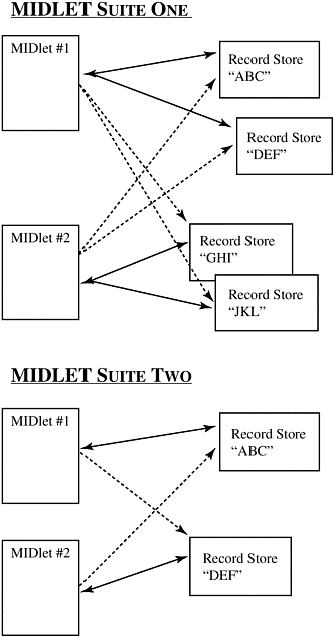 MIDLET SUITE ONE
MIDlet #1
Record Store
“ABC”
Record Store
“DEF”
MIDlet #2
Record Store
“GHI”
Record Store
“JKL”
MIDLET SUITE TWO
MIDlet #1
Record Store
“ABC”
MIDlet #2
Record Store
“DEF”